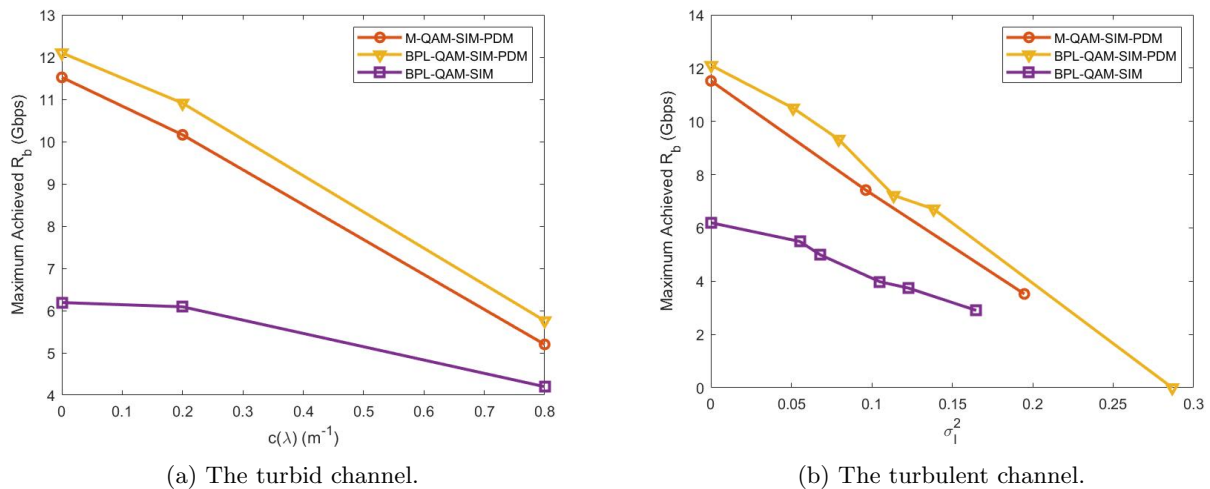 M-QAM-SIM-PDM
BPL-QAM-SIM-PDM
BPL-QAM-SIM
Maximum Achieved R_b (Gbps)
13
12
11
10
9
8
7
6
5
4
0 0.1 0.2 0.3 0.4 0.5 0.6 0.7 0.8
c(λ) (m^-1)
(a) The turbid channel.
M-QAM-SIM-PDM
BPL-QAM-SIM-PDM
BPL-QAM-SIM
Maximum Achieved R_b (Gbps)
14
12
10
8
6
4
2
0
0 0.05 0.1 0.15 0.2 0.25 0.3
σ_I^2
(b) The turbulent channel.